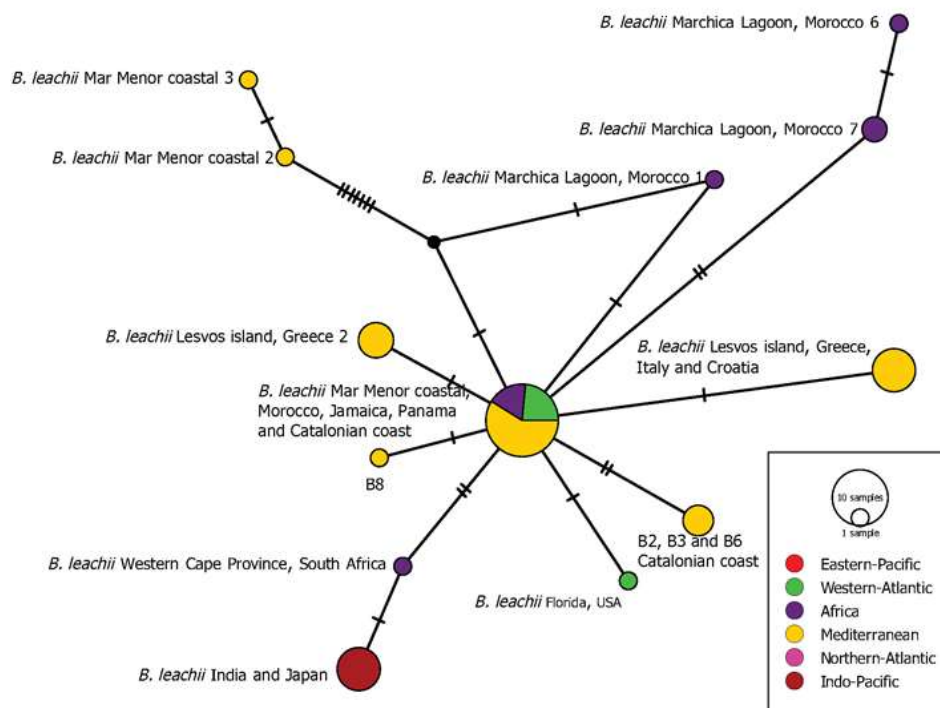 B. leachii Marchica Lagoon, Morocco 6
B. leachii Mar Menor coastal 3
B. leachii Marchica Lagoon, Morocco 7
B. leachii Mar Menor coastal 2
B. leachii Marchica Lagoon, Morocco 1
B. leachii Lesvos island, Greece 2
B. leachii Lesvos island, Greece,
Italy and Croatia
B. leachii Mar Menor coastal,
Morocco, Jamaica, Panama
and Catalonian coast
B8
B2, B3 and B6
Catalonian coast
B. leachii Western Cape Province, South Africa
B. leachii Florida, USA
B. leachii India and Japan
10 samples
1 sample
Eastern-Pacific
Western-Atlantic
Africa
Mediterranean
Northern-Atlantic
Indo-Pacific